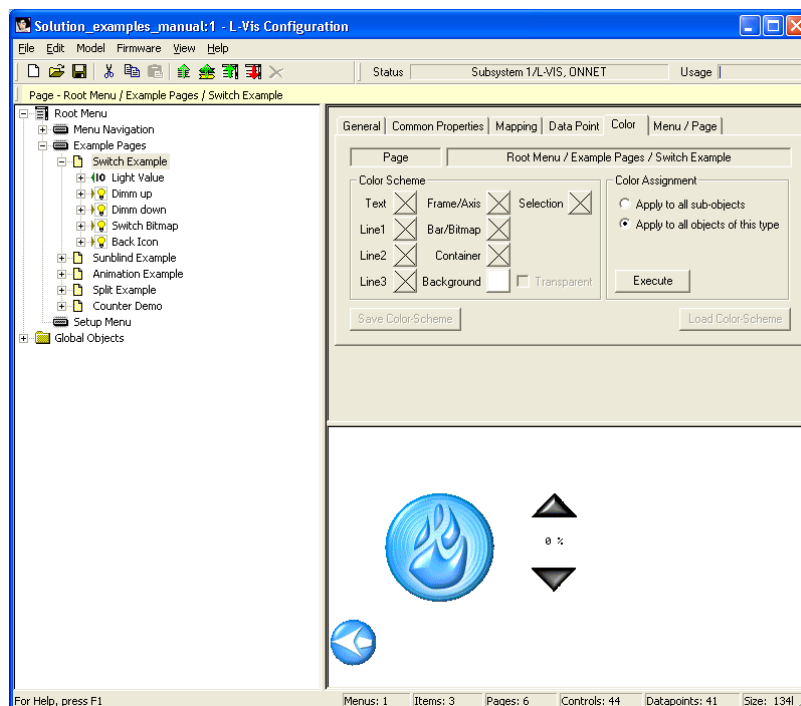 Solution_examples_manual:1 - L-Vis Configuration
File Edit Model Firmware View Help
Status Subsystem 1/L-VIS, ONNET Usage
Page - Root Menu / Example Pages / Switch Example
Root Menu
Menu Navigation
Example Pages
Switch Example
Light Value
Dimm up
Dimm down
Switch Bitmap
Back Icon
Sunblind Example
Animation Example
Split Example
Counter Demo
Setup Menu
Global Objects
General Common Properties Mapping Data Point Color Menu / Page
Page Root Menu / Example Pages / Switch Example
Color Scheme Color Assignment
Text Frame/Axis Selection Apply to all sub-objects
Line1 Bar/Bitmap Apply to all objects of this type
Line2 Container
Line3 Background Transparent Execute
Save Color-Scheme Load Color-Scheme
0 %
For Help, press F1 Menus: 1 Items: 3 Pages: 6 Controls: 44 Datapoints: 41 Size: 134